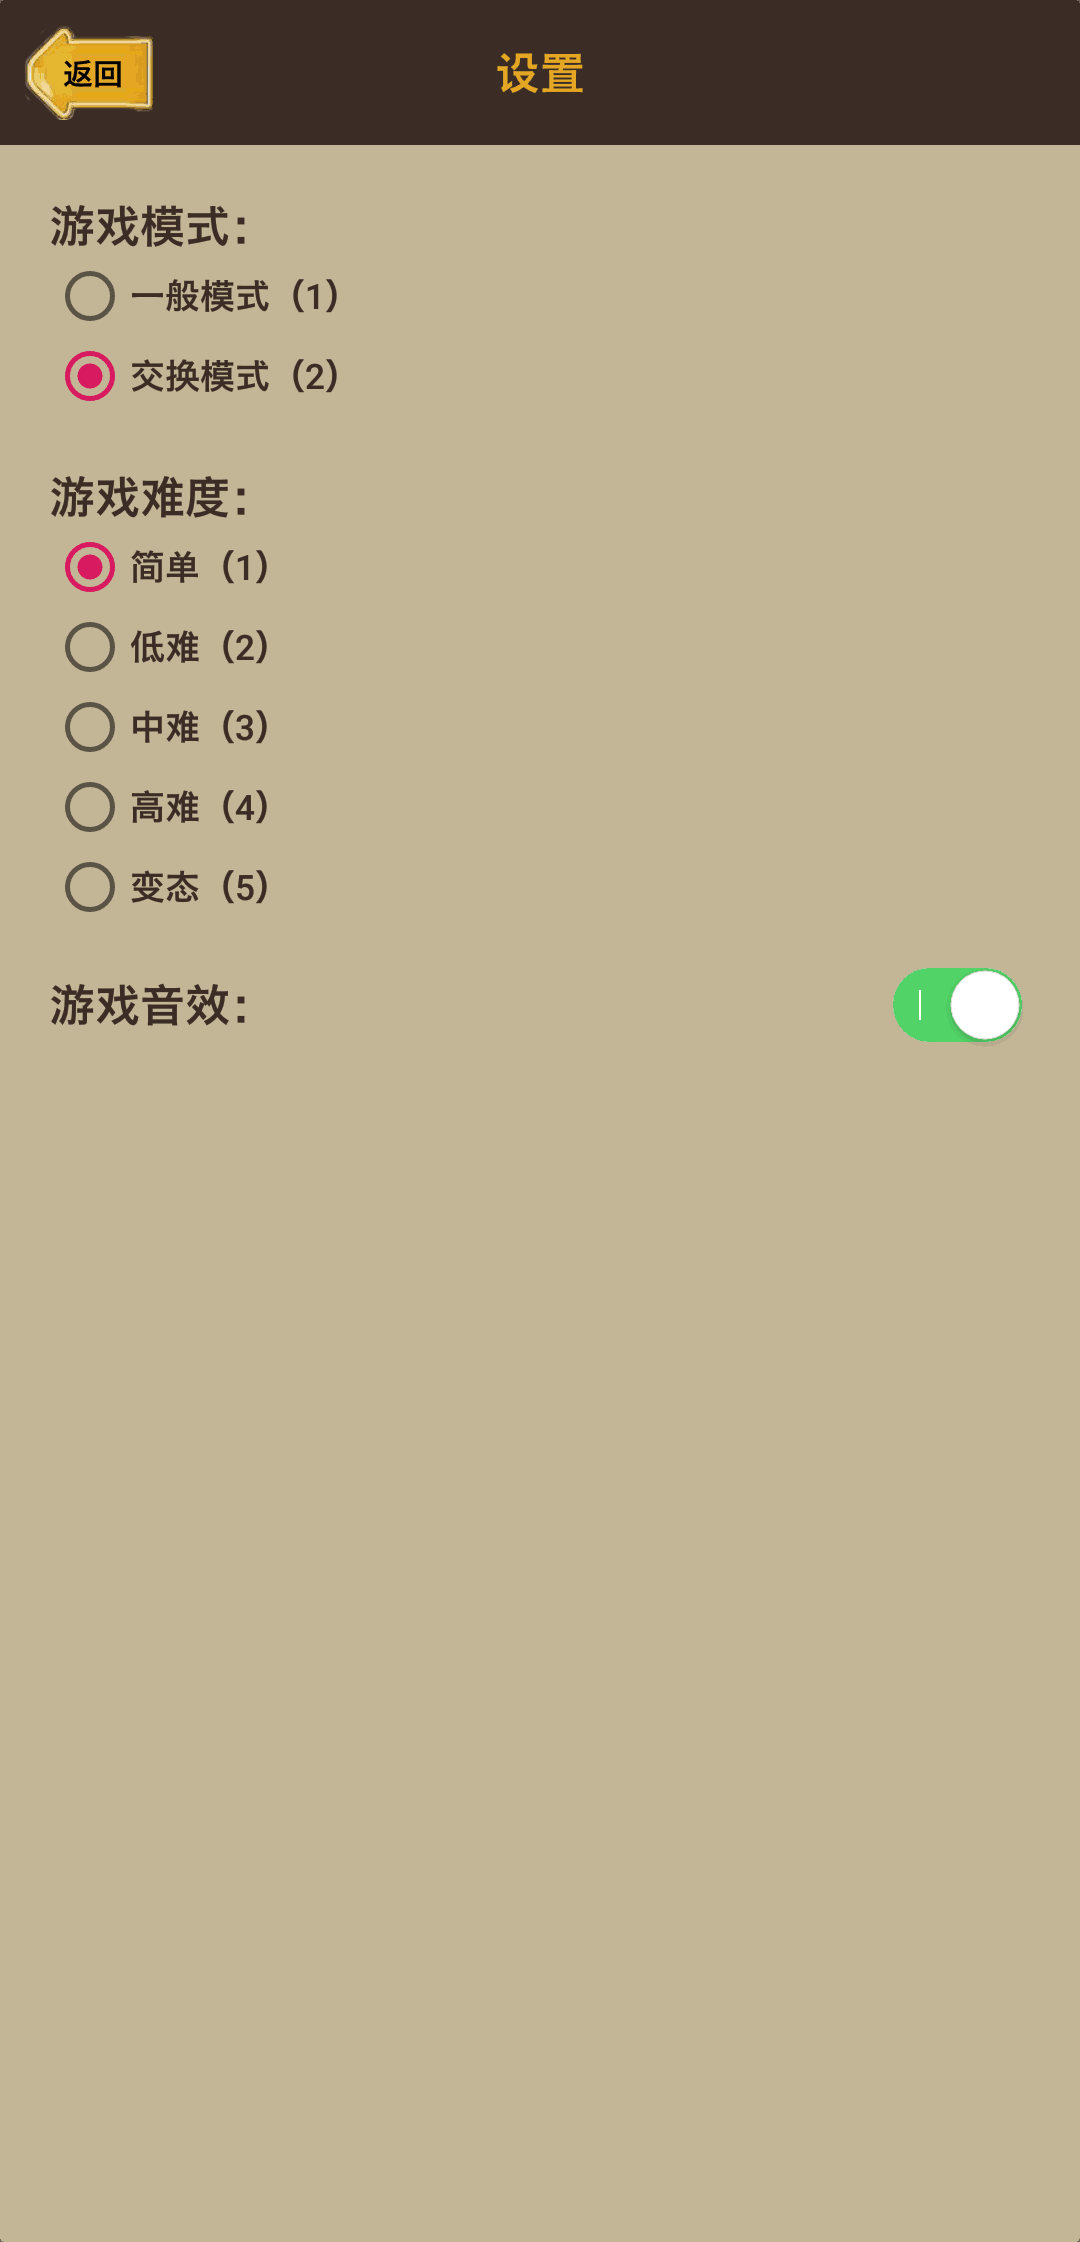 返回
设置
游戏模式：
一般模式（1）
交换模式（2）
游戏难度：
简单（1）
低难（2）
中难（3）
高难（4）
变态（5）
游戏音效：